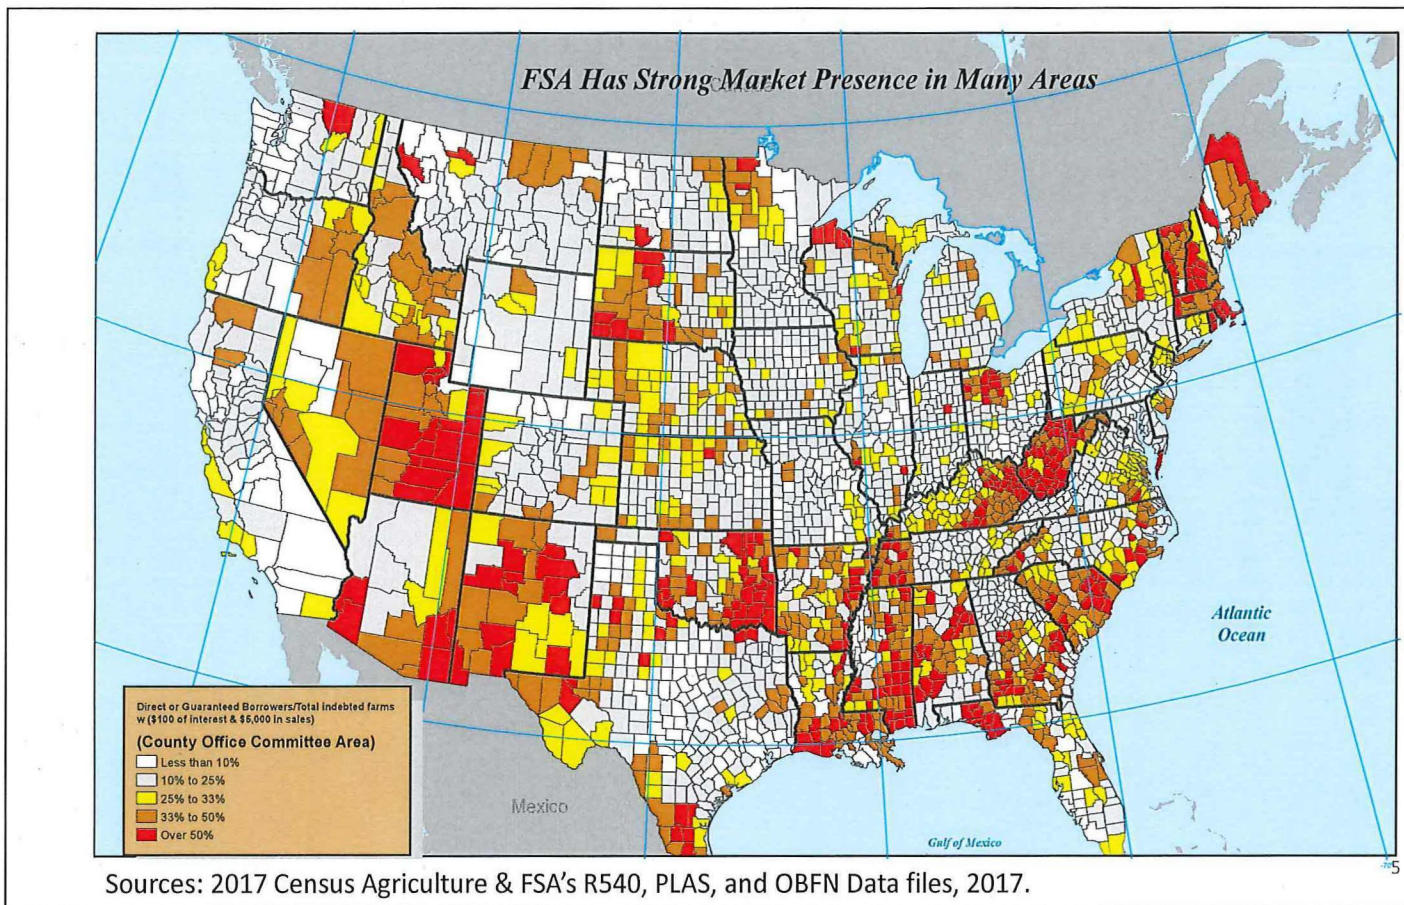 FSA Has Strong Market Presence in Many Areas
Canada
Atlantic
Ocean
Direct or Guaranteed Borrowers/Total indebted farms
w ($100 of interest & $5,000 in sales)
(County Office Committee Area)
Less than 10%
10% to 25%
25% to 33%
33% to 50%
Over 50%
Mexico
Gulf of Mexico
-70
5
Sources: 2017 Census Agriculture & FSA's R540, PLAS, and OBFN Data files, 2017.